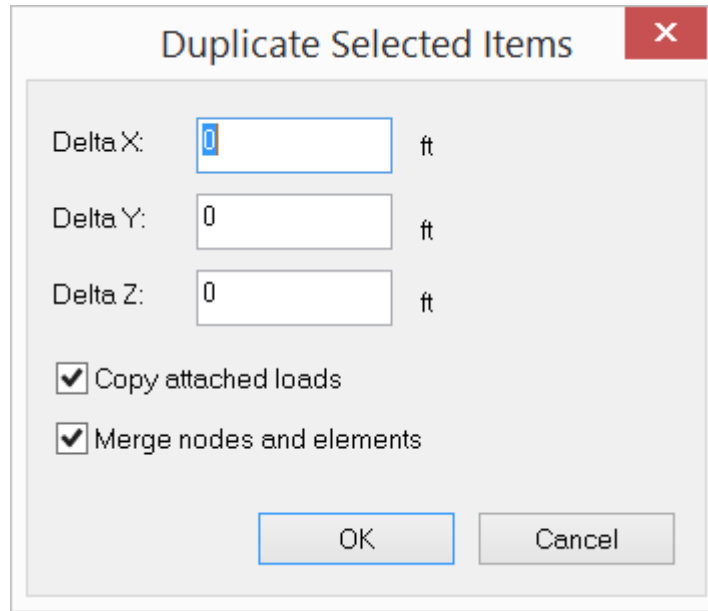 Duplicate Selected Items
Delta X: 0 ft
Delta Y: 0 ft
Delta Z: 0 ft
Copy attached loads
Merge nodes and elements
OK Cancel